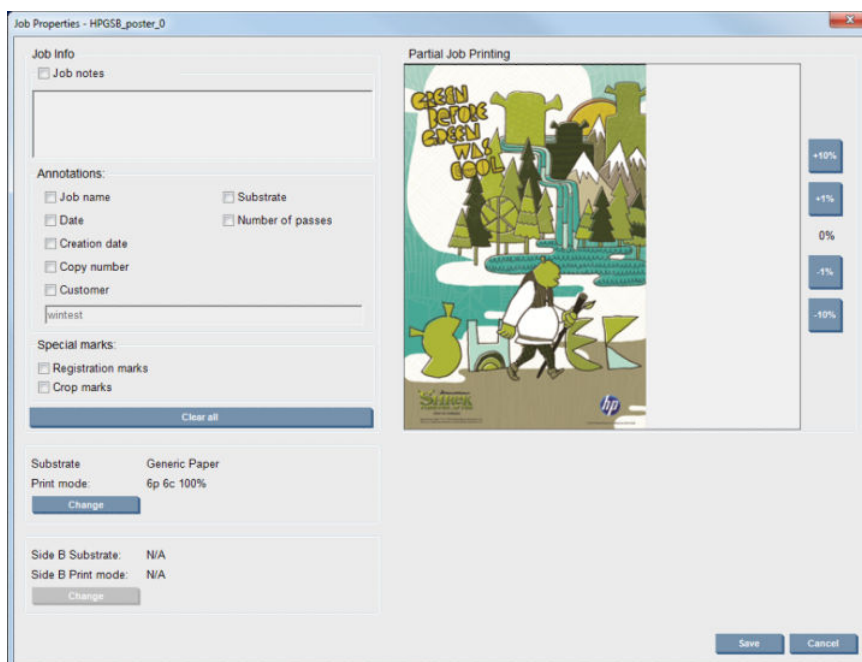 Job Properties - HPGSB_poster_0
Job Info
Job notes
Annotations:
Job name
Substrate
Date
Number of passes
Creation date
Copy number
Customer
wintest
Special marks:
Registration marks
Crop marks
Clear all
Substrate Generic Paper
Print mode: 6p 6c 100%
Change
Side B Substrate: N/A
Side B Print mode: N/A
Change
Partial Job Printing
GREEN
BEFORE
GREEN
WAS
COOL
SHREK
SHREK
hp
+10%
+1%
0%
-1%
-10%
Save Cancel